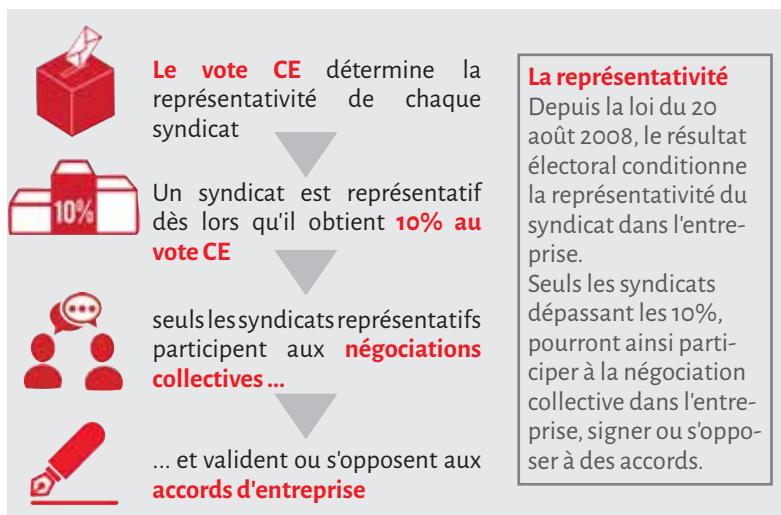 Le vote CE détermine la
représentativité de chaque
syndicat
10%
Un syndicat est représentatif
dès lors qu'il obtient 10% au
vote CE
seuls les syndicats représentatifs
participent aux négociations
collectives ...
... et valident ou s'opposent aux
accords d'entreprise
La représentativité
Depuis la loi du 20
août 2008, le résultat
électoral conditionne
la représentativité du
syndicat dans l'entre-
prise.
Seuls les syndicats
dépassant les 10%,
pourront ainsi parti-
ciper à la négociation
collective dans l'entre-
prise, signer ou s'oppo-
ser à des accords.